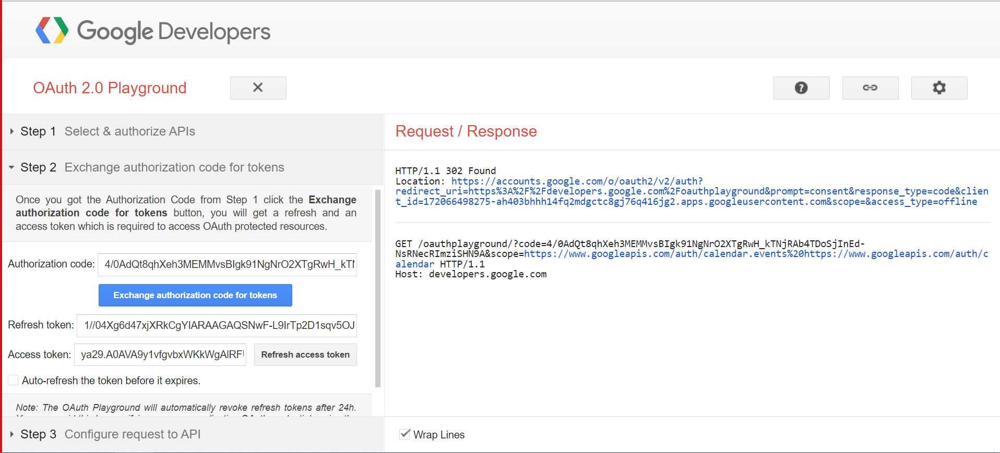 Google Developers
OAuth 2.0 Playground
Step 1 Select & authorize APIs
Step 2 Exchange authorization code for tokens
Once you got the Authorization Code from Step 1 click the Exchange
authorization code for tokens button, you will get a refresh and an
access token which is required to access OAuth protected resources.
Authorization code: 4/0AdQt8qhXeh3MEMMvsBIgk91NgNrO2XTgRwH_kTN
Exchange authorization code for tokens
Refresh token: 1//04Xg6d47xjXRkCgYIARAAGAQSNwF-L9IrTp2D1sqv5OJ
Access token: ya29.A0AVA9y1vfgvbxWKkWgAlRF
Refresh access token
Auto-refresh the token before it expires.
Note: The OAuth Playground will automatically revoke refresh tokens after 24h.
Step 3 Configure request to API
Request / Response
HTTP/1.1 302 Found
Location: https://accounts.google.com/o/oauth2/v2/auth?
redirect_uri=https%3A%2F%2Fdevelopers.google.com%2Foauthplayground&prompt=consent&response_type=code&clien
t_id=172066498275-ah403bhhh14fq2mdgctc8gj76q416jg2.apps.googleusercontent.com&scope=&access_type=offline
GET /oauthplayground/?code=4/0AdQt8qhXeh3MEMMvsBIgk91NgNrO2XTgRwH_kTNjRAb4TDoSjInEd-
NsRNecRImziSHN9A&scope=https://www.googleapis.com/auth/calendar.events%20https://www.googleapis.com/auth/c
alendar HTTP/1.1
Host: developers.google.com
Wrap Lines